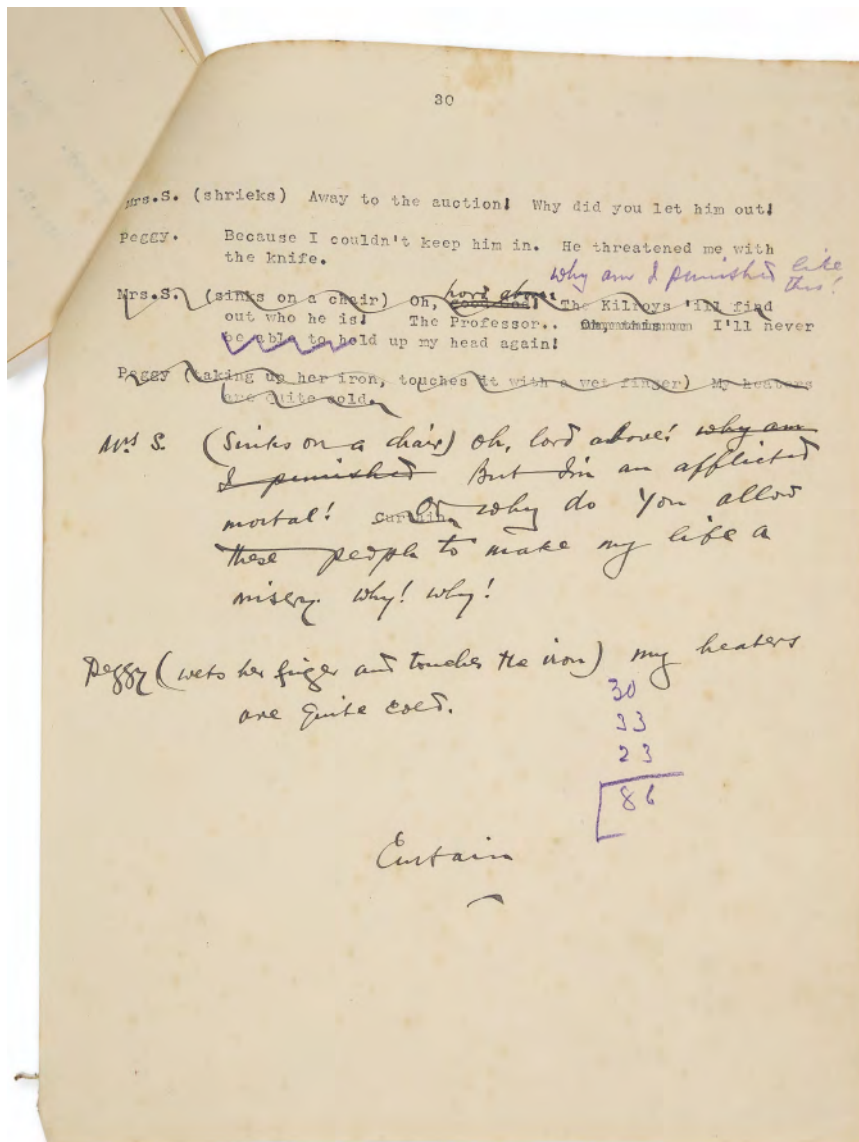 30
Mrs.S. (shrieks) Away to the auction! Why did you let him out!
Peggy. Because I couldn't keep him in. He threatened me with
the knife.
why am I punished like
this!
lord above
Mrs.S. (sinks on a chair) Oh, good God! The Kilroys 'ill find
out who he is! The Professor.. I'll never
be able to hold up my head again!
Peggy (taking up her iron, touches it with a wet finger) My heaters
are quite cold.
Mrs S. (Sinks on a chair) Oh, lord above! why am
I punished But I'm an afflicted
mortal! Curtain. why do You allow
these people to make my life a
misery. why! why!
Peggy (wets her finger and touches the iron) my heaters
are quite cold.
30
33
23
86
Curtain